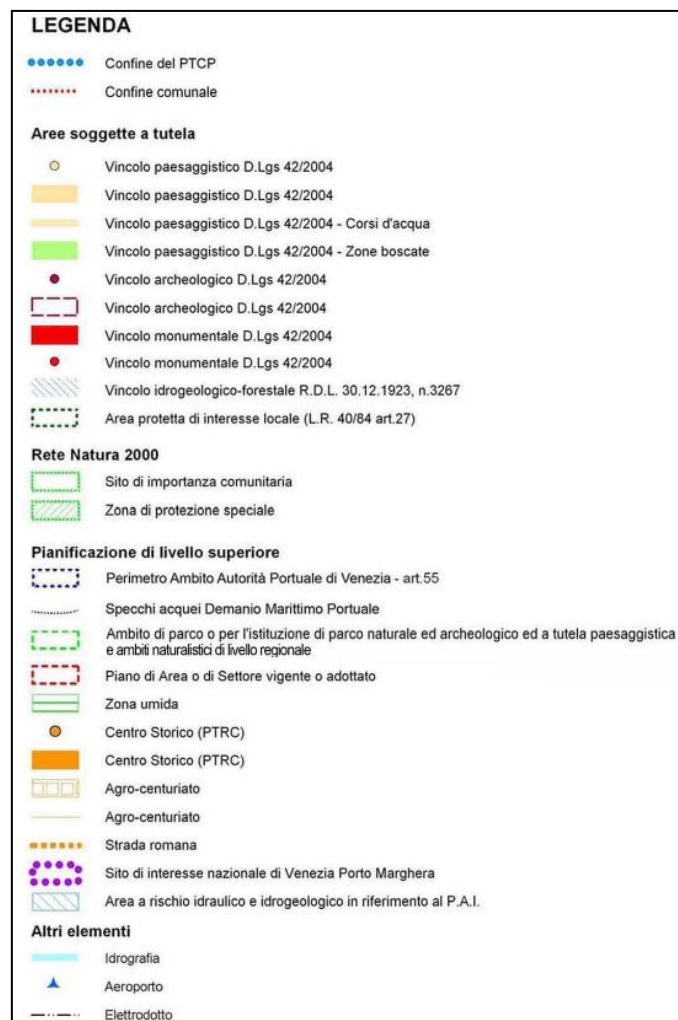 LEGENDA
Confine del PTCP
Confine comunale
Aree soggette a tutela
Vincolo paesaggistico D.Lgs 42/2004
Vincolo paesaggistico D.Lgs 42/2004
Vincolo paesaggistico D.Lgs 42/2004 - Corsi d'acqua
Vincolo paesaggistico D.Lgs 42/2004 - Zone boscate
Vincolo archeologico D.Lgs 42/2004
Vincolo archeologico D.Lgs 42/2004
Vincolo monumentale D.Lgs 42/2004
Vincolo monumentale D.Lgs 42/2004
Vincolo idrogeologico-forestale R.D.L. 30.12.1923, n.3267
Area protetta di interesse locale (L.R. 40/84 art.27)
Rete Natura 2000
Sito di importanza comunitaria
Zona di protezione speciale
Pianificazione di livello superiore
Perimetro Ambito Autorità Portuale di Venezia - art.55
Specchi acquei Demanio Marittimo Portuale
Ambito di parco o per l'istituzione di parco naturale ed archeologico ed a tutela paesaggistica
e ambiti naturalistici di livello regionale
Piano di Area o di Settore vigente o adottato
Zona umida
Centro Storico (PTRC)
Centro Storico (PTRC)
Agro-centuriato
Agro-centuriato
Strada romana
Sito di interesse nazionale di Venezia Porto Marghera
Area a rischio idraulico e idrogeologico in riferimento al P.A.I.
Altri elementi
Idrografia
Aeroporto
Elettrodotto